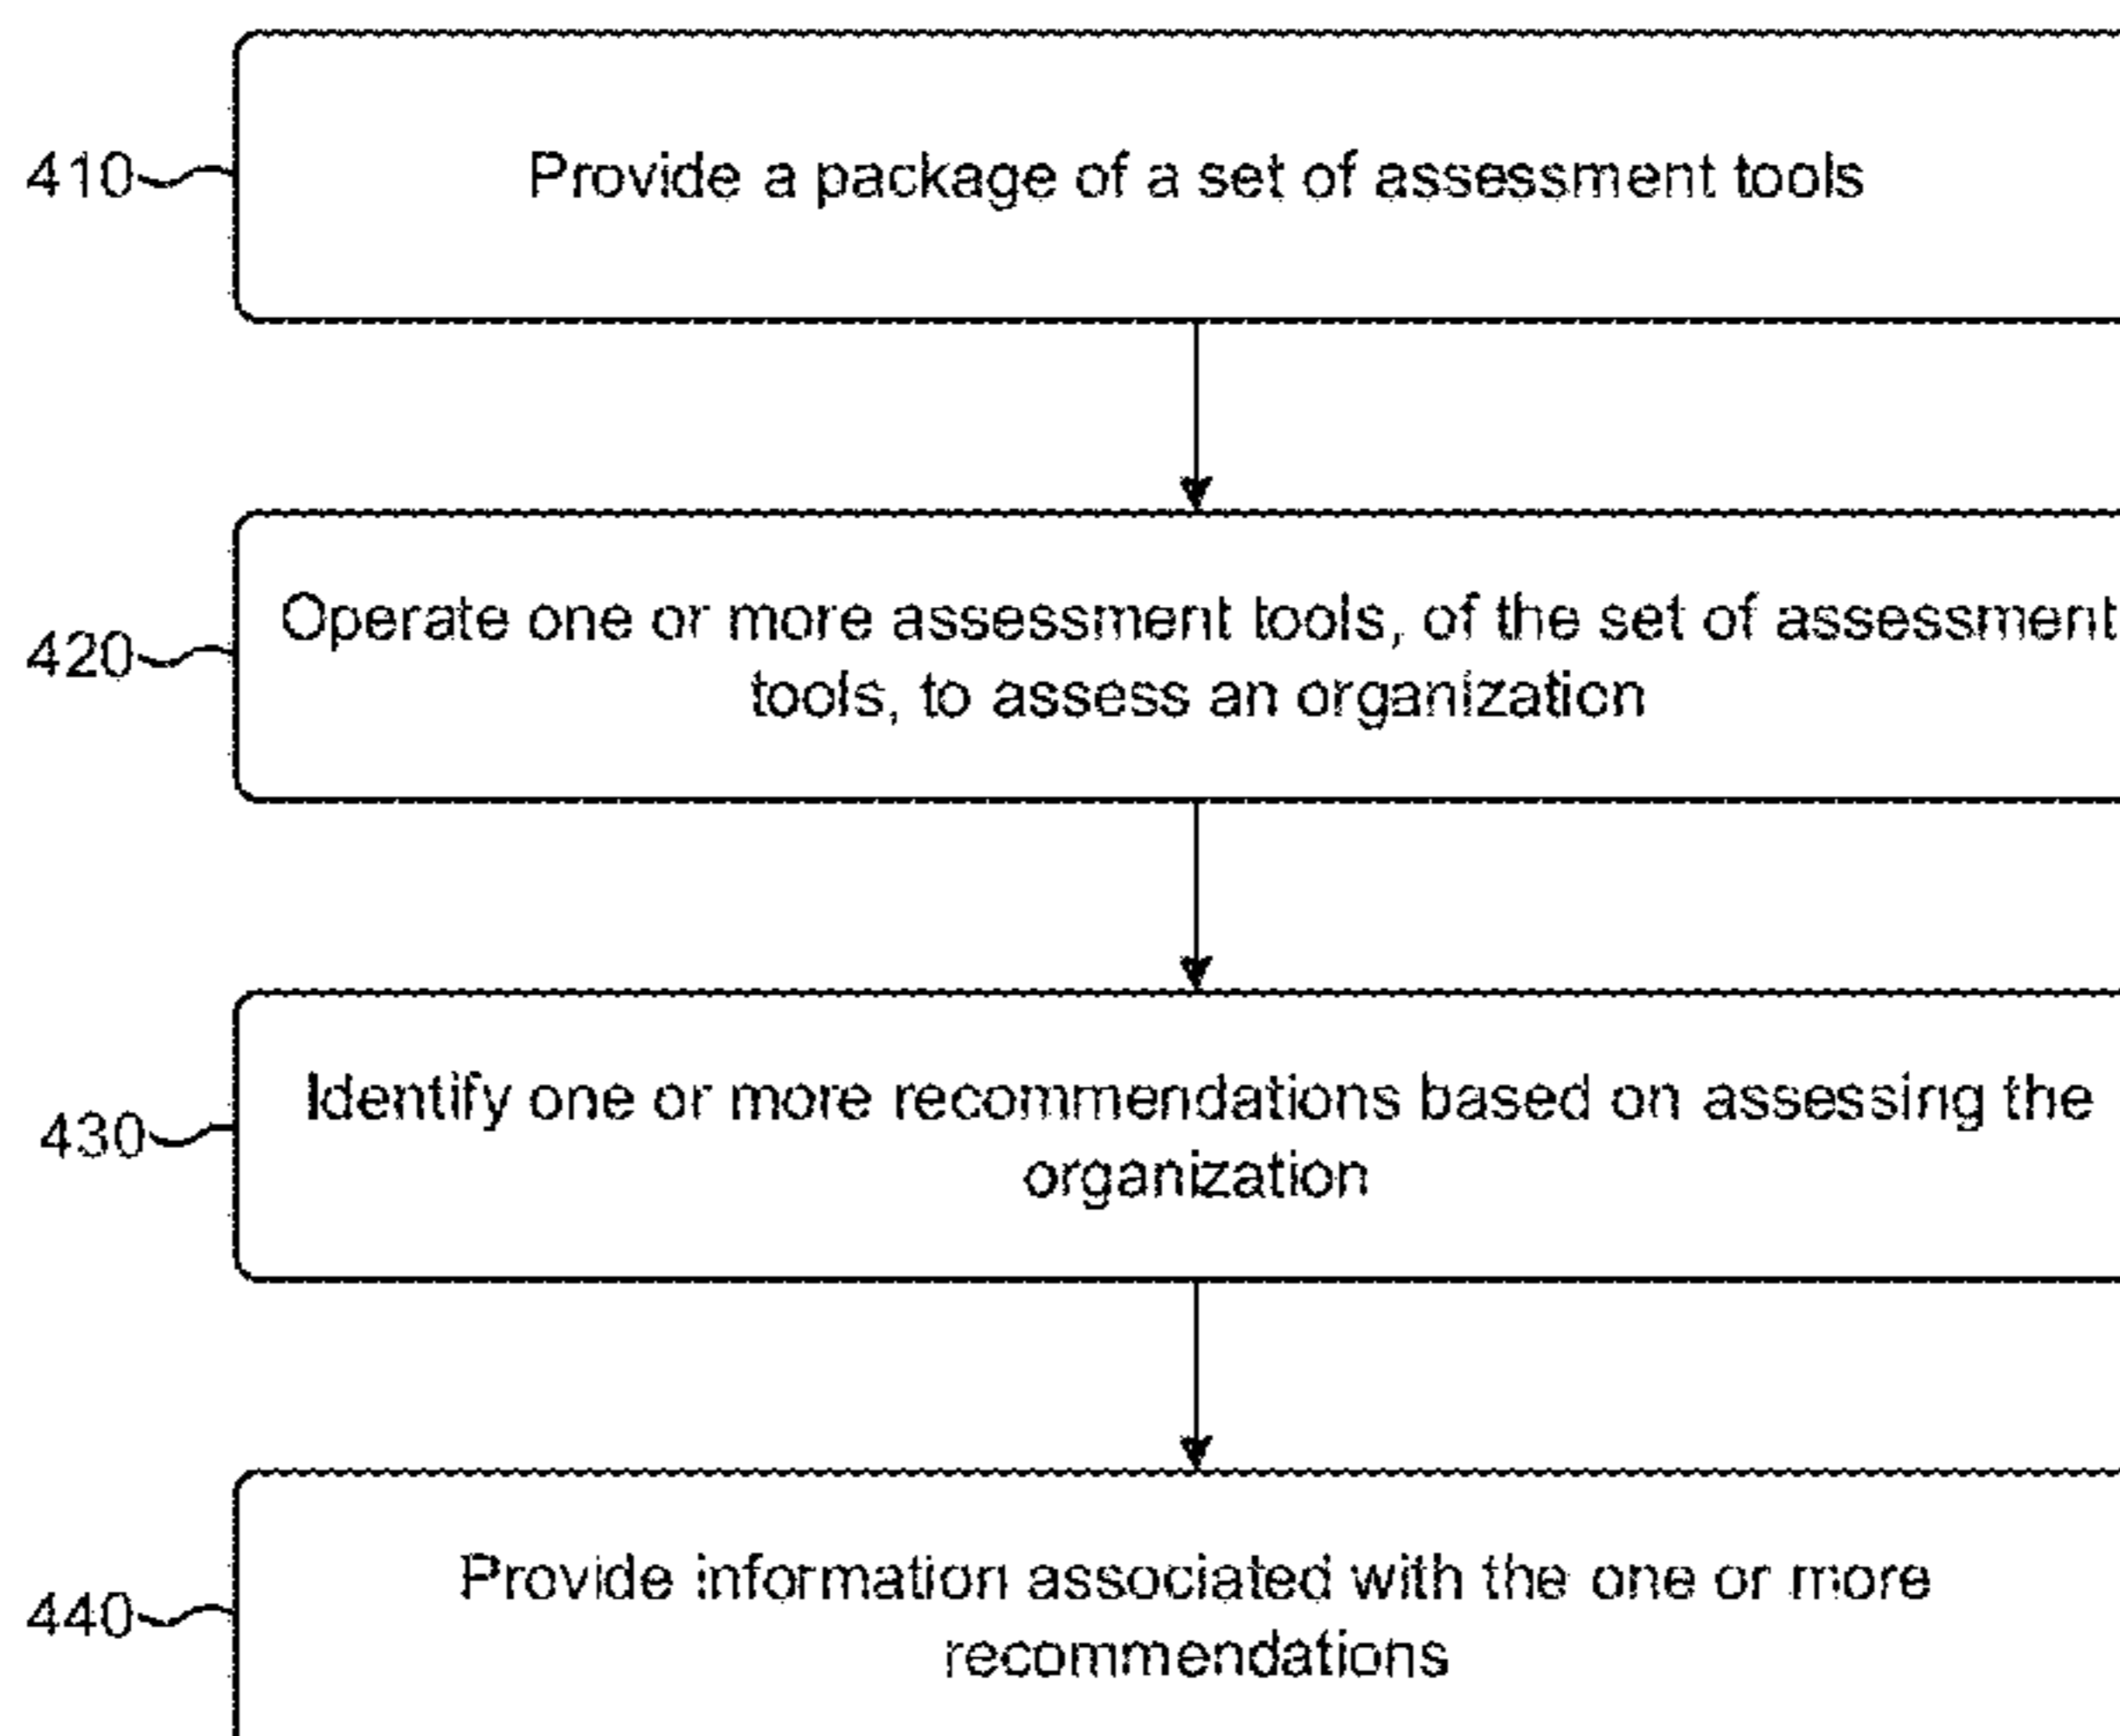 410
Provide a package of a set of assessment tools
420
Operate one or more assessment tools, of the set of assessment
tools, to assess an organization
430
Identify one or more recommendations based on assessing the
organization
440
Provide information associated with the one or more
recommendations